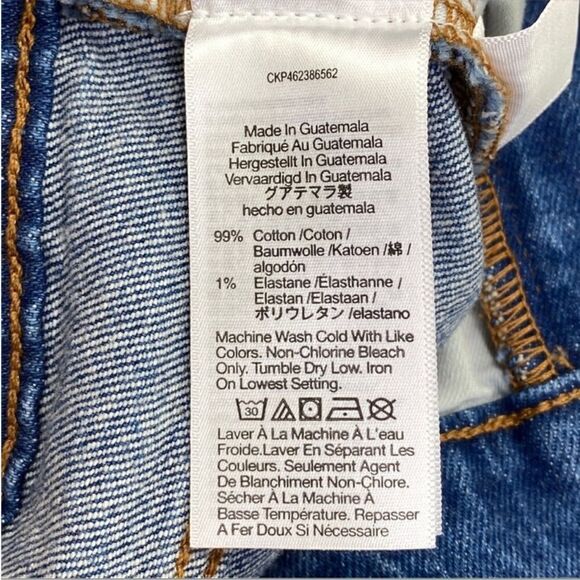 CKP462386562
Made In Guatemala
Fabriqué Au Guatemala
Hergestellt In Guatemala
Vervaardigd In Guatemala
グアテマラ製
hecho en guatemala
99% Cotton /Coton /
Baumwolle /Katoen /綿 /
algodón
1% Elastane /Élasthanne /
Elastan /Elastaan /
ポリウレタン /elastano
Machine Wash Cold With Like
Colors. Non-Chlorine Bleach
Only. Tumble Dry Low. Iron
On Lowest Setting.
30
Laver À La Machine À L'eau
Froide.Laver En Séparant Les
Couleurs. Seulement Agent
De Blanchiment Non-Chlore.
Sécher À La Machine À
Basse Température. Repasser
A Fer Doux Si Nécessaire